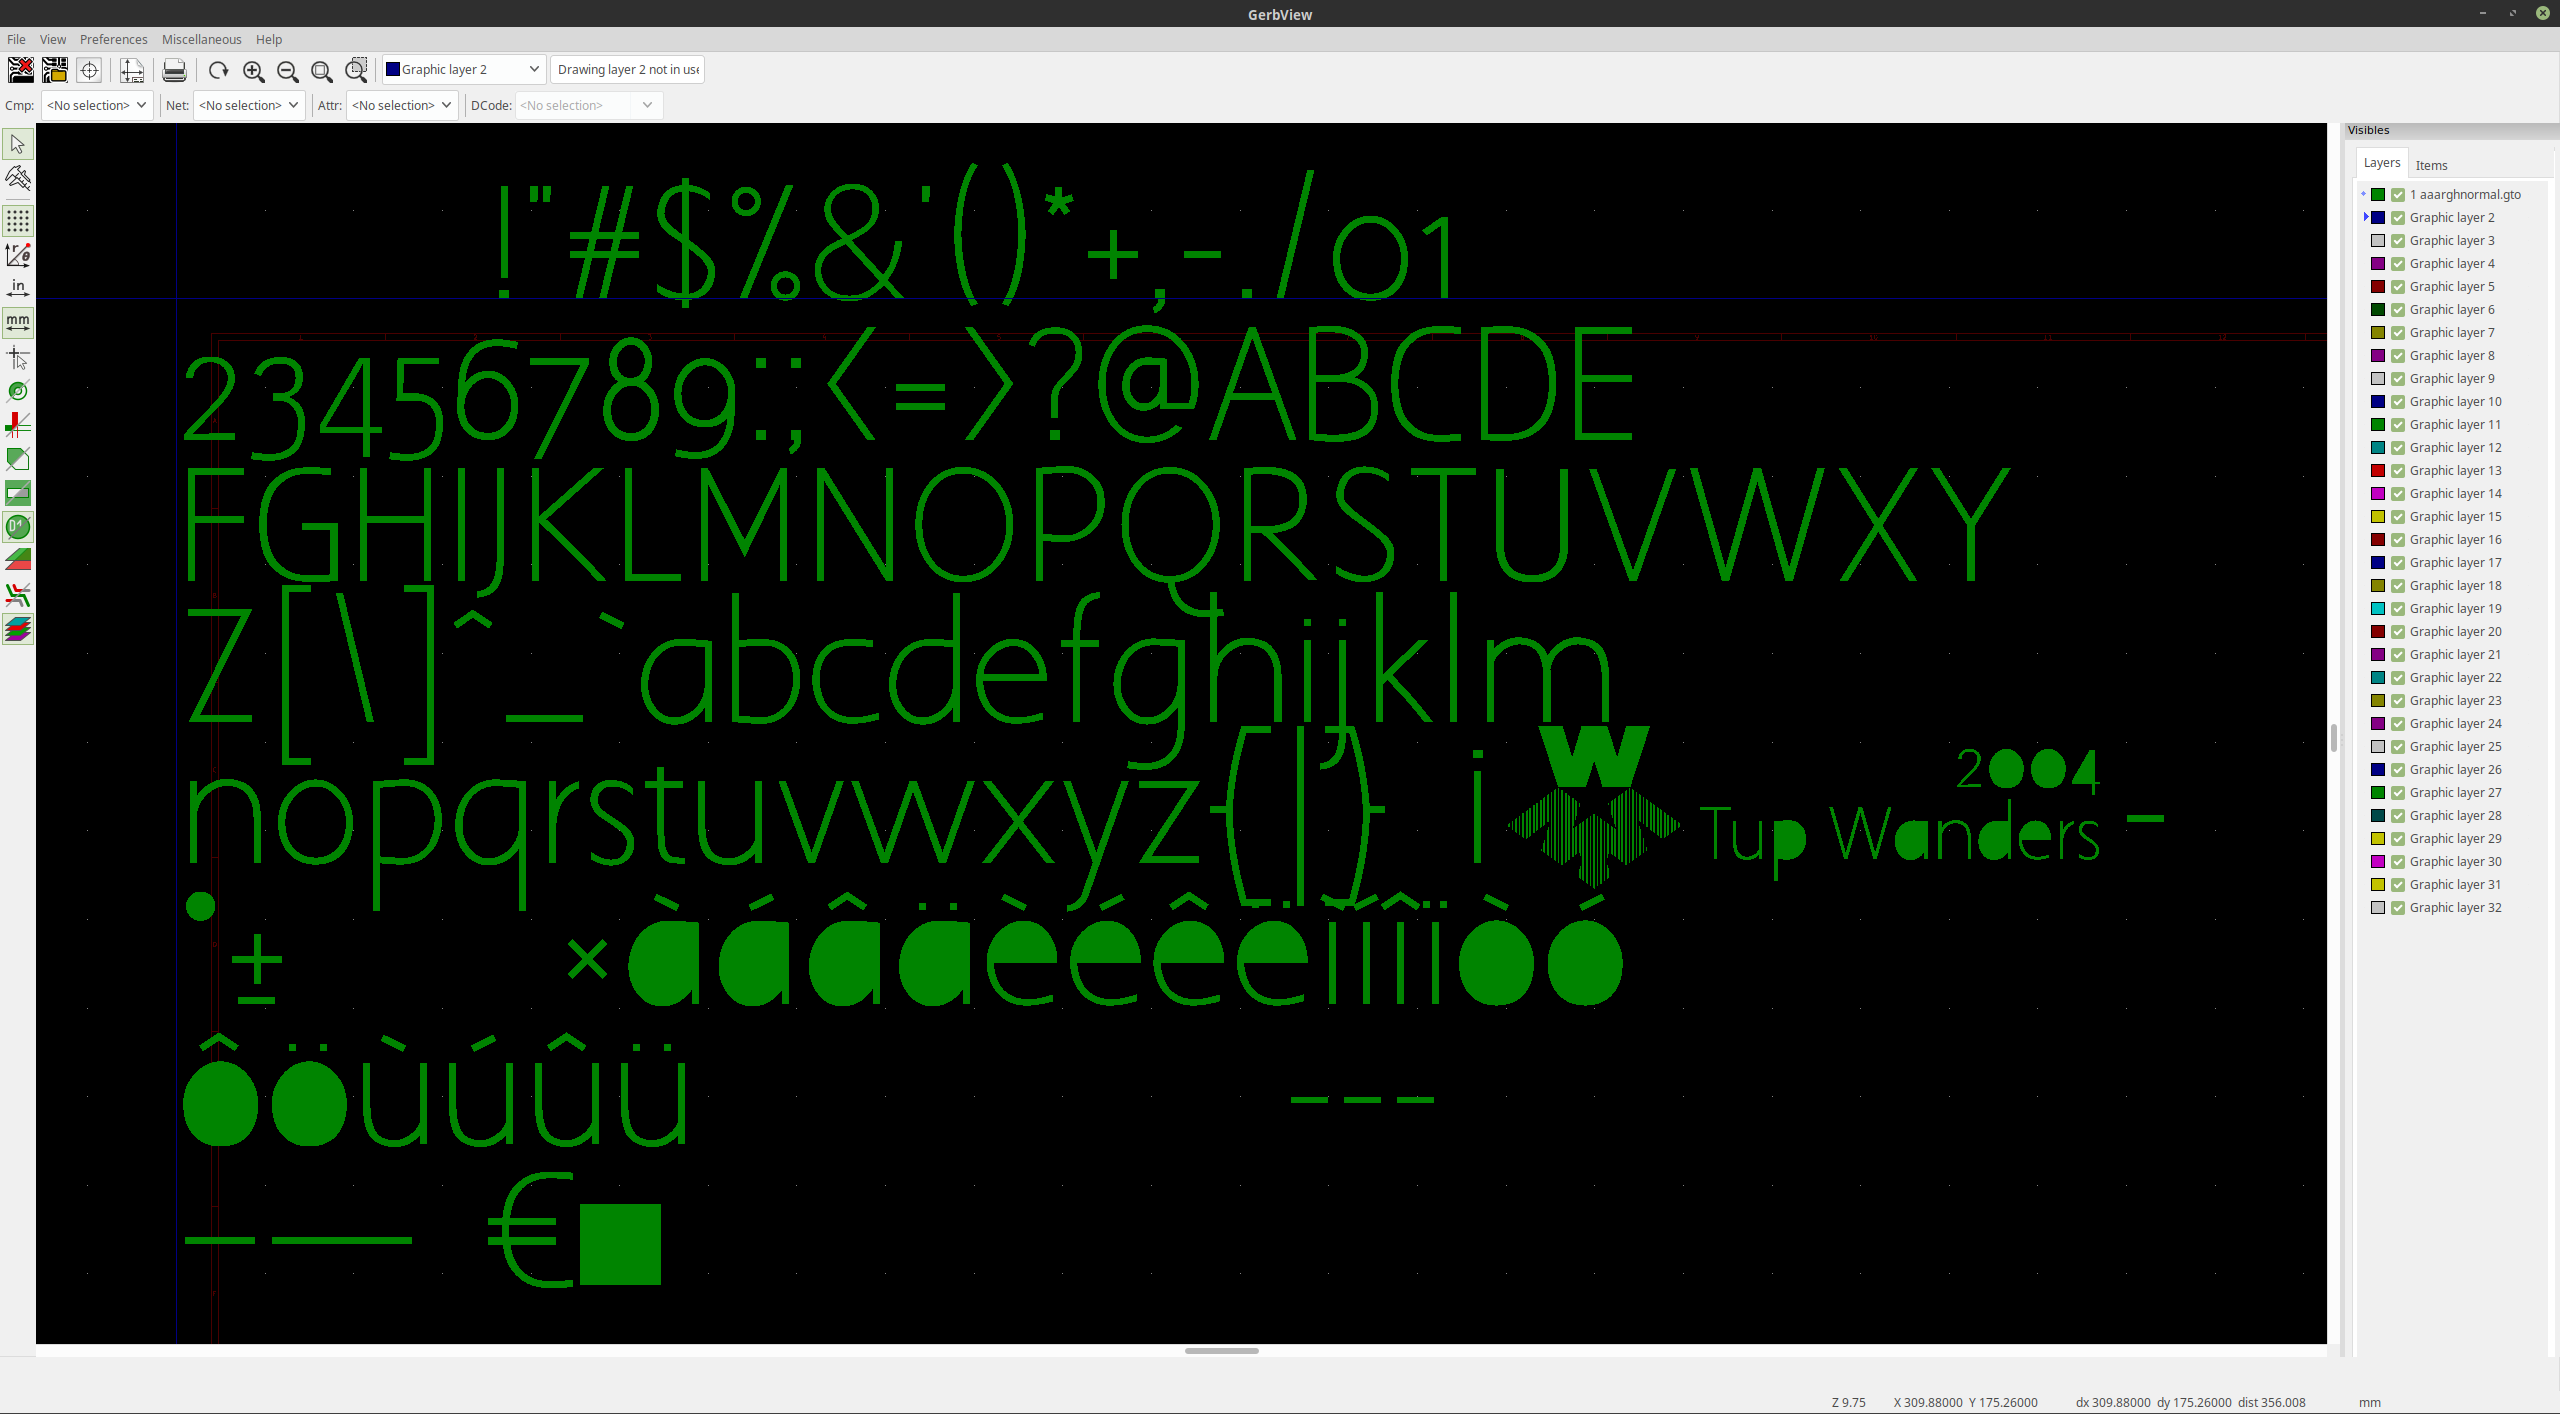 GerbView
File View Preferences Miscellaneous Help
Graphic layer 2 Drawing layer 2 not in use
Cmp: <No selection> Net: <No selection> Attr: <No selection> DCode: <No selection>
in
mm
Visibles
Layers Items
1 aaarghnormal.gto
Graphic layer 2
Graphic layer 3
Graphic layer 4
Graphic layer 5
Graphic layer 6
Graphic layer 7
Graphic layer 8
Graphic layer 9
Graphic layer 10
Graphic layer 11
Graphic layer 12
Graphic layer 13
Graphic layer 14
Graphic layer 15
Graphic layer 16
Graphic layer 17
Graphic layer 18
Graphic layer 19
Graphic layer 20
Graphic layer 21
Graphic layer 22
Graphic layer 23
Graphic layer 24
Graphic layer 25
Graphic layer 26
Graphic layer 27
Graphic layer 28
Graphic layer 29
Graphic layer 30
Graphic layer 31
Graphic layer 32
!"#$%&'()*+,-./01
23456789:;<=>?@ABCDE
FGHIJKLMNOPQRSTUVWXY
Z[\]^_`abcdefghijklm
nopqrstuvwxyz{|} ¡ W 2004 Tup Wanders -
• ± ×àáâäèéêëìíîïòó
ôöùúûü - - -
– — €■
Z 9.75 X 309.88000 Y 175.26000 dx 309.88000 dy 175.26000 dist 356.008 mm